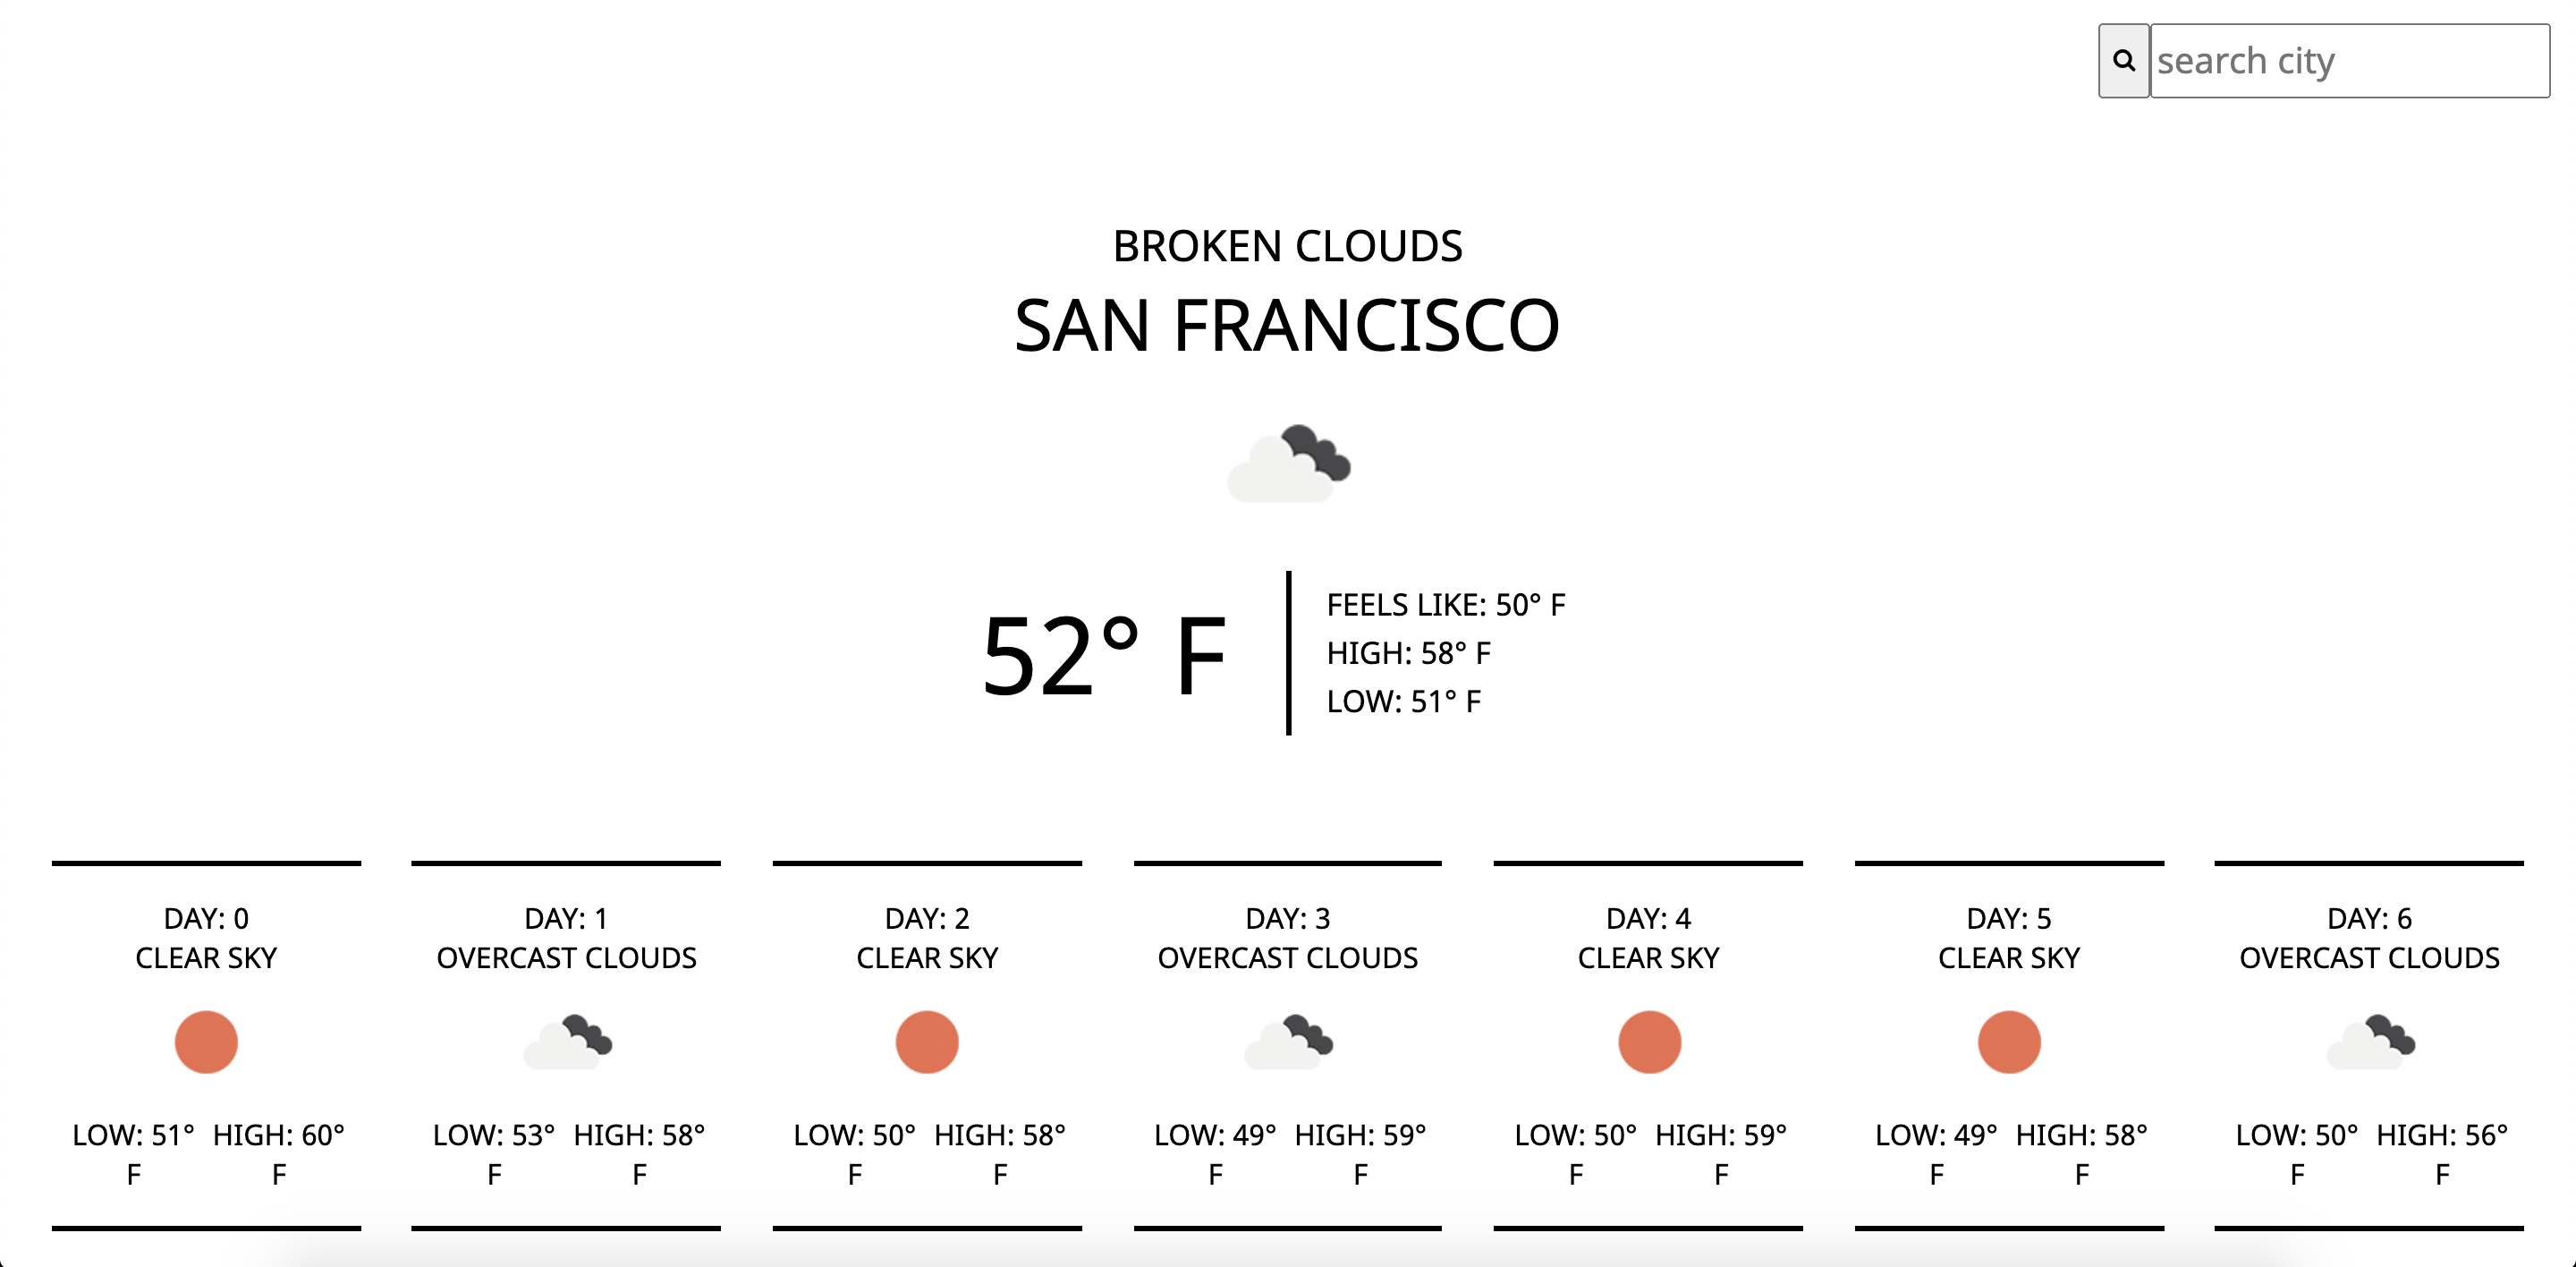 search city
BROKEN CLOUDS
SAN FRANCISCO
52° F
FEELS LIKE: 50° F
HIGH: 58° F
LOW: 51° F
DAY: 0
CLEAR SKY
LOW: 51° HIGH: 60°
F F
DAY: 1
OVERCAST CLOUDS
LOW: 53° HIGH: 58°
F F
DAY: 2
CLEAR SKY
LOW: 50° HIGH: 58°
F F
DAY: 3
OVERCAST CLOUDS
LOW: 49° HIGH: 59°
F F
DAY: 4
CLEAR SKY
LOW: 50° HIGH: 59°
F F
DAY: 5
CLEAR SKY
LOW: 49° HIGH: 58°
F F
DAY: 6
OVERCAST CLOUDS
LOW: 50° HIGH: 56°
F F